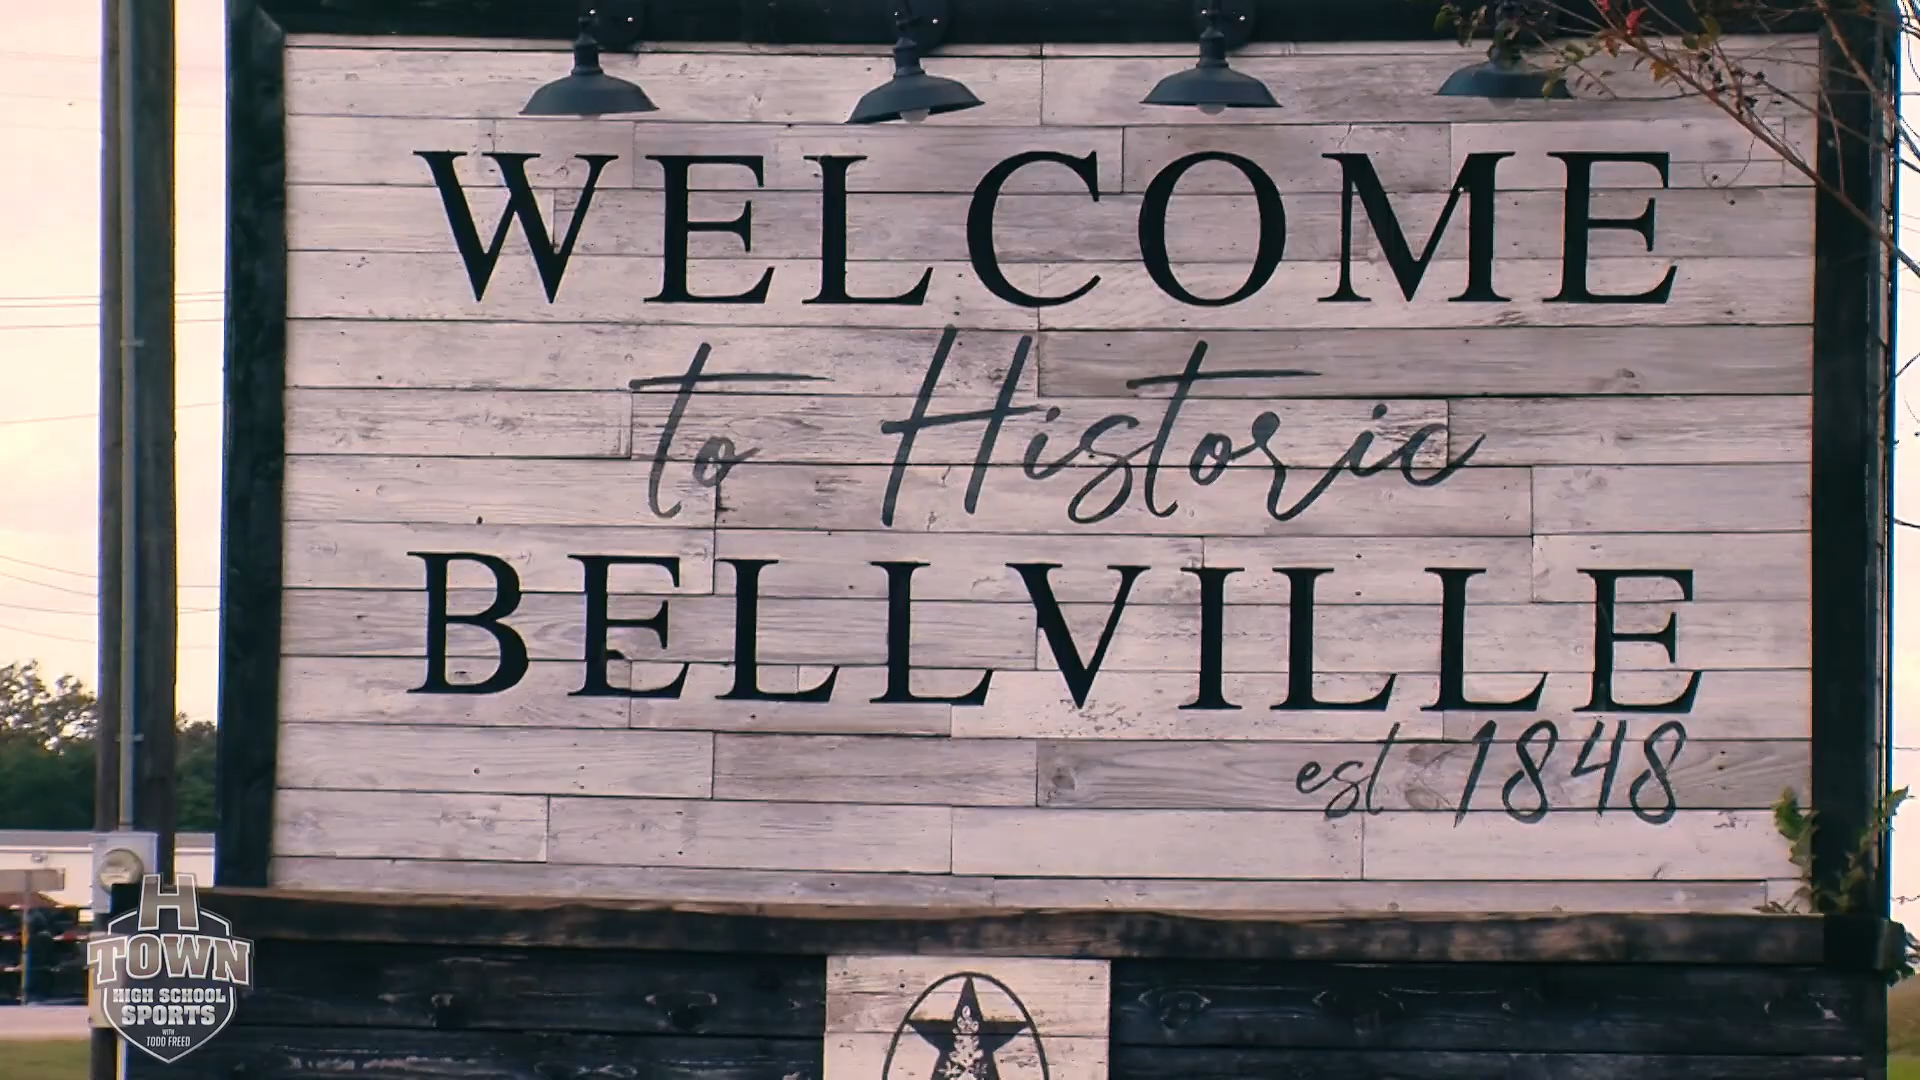 WELCOME
to Historic
BELLVILLE
est 1848
H
TOWN
HIGH SCHOOL
SPORTS
WITH
TODD FREED